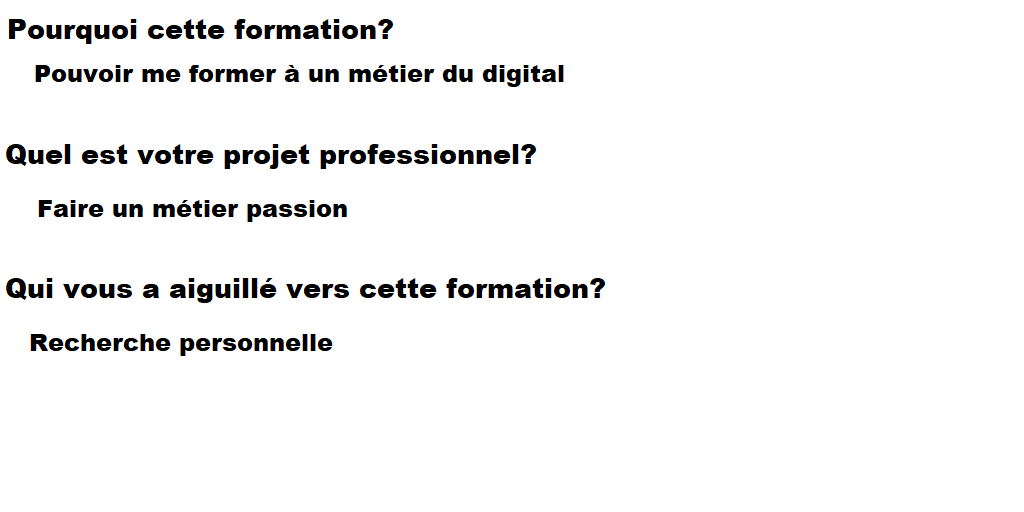 Pourquoi cette formation?
Pouvoir me former à un métier du digital
Quel est votre projet professionnel?
Faire un métier passion
Qui vous a aiguillé vers cette formation?
Recherche personnelle